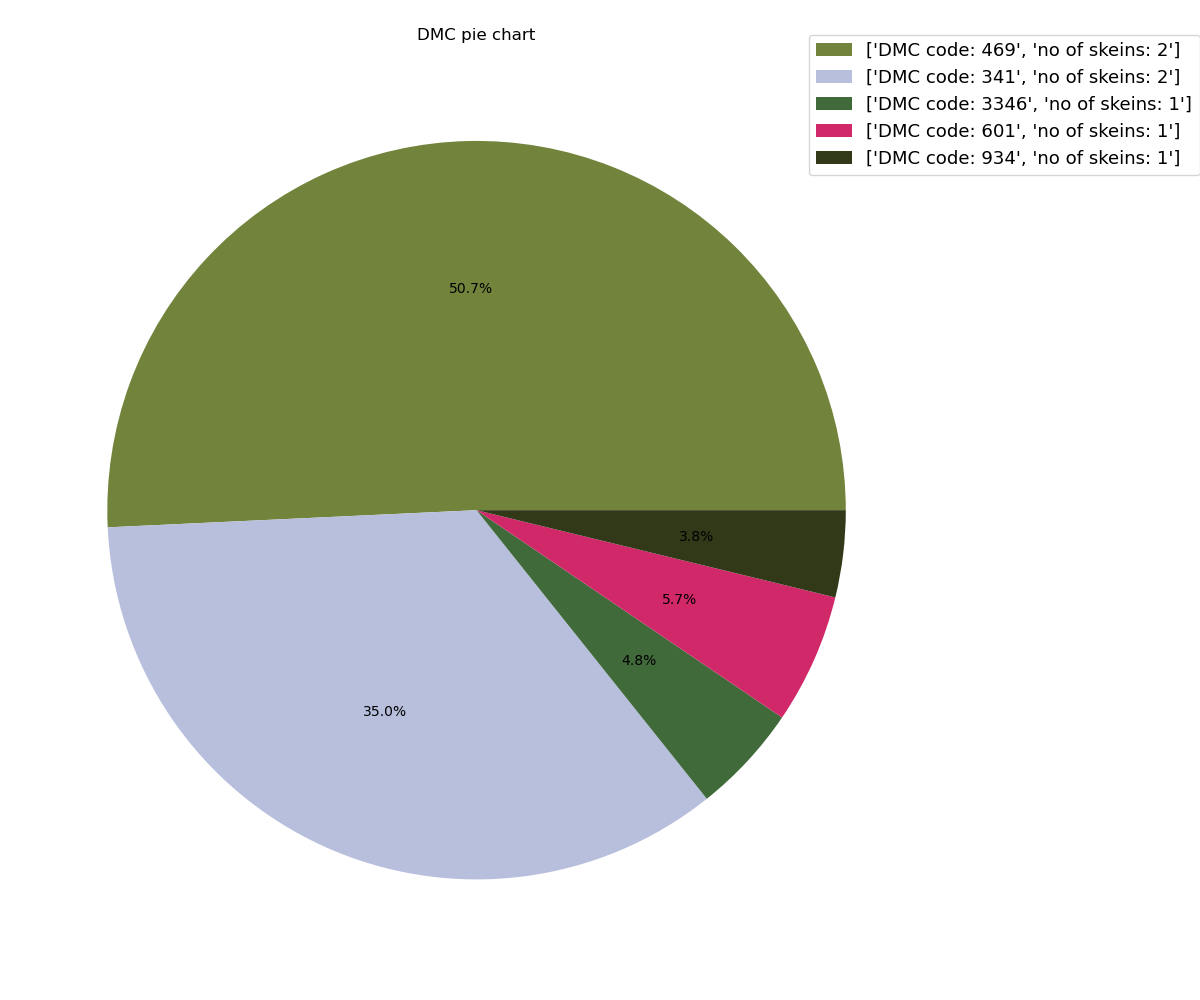 DMC pie chart
['DMC code: 469', 'no of skeins: 2']
['DMC code: 341', 'no of skeins: 2']
['DMC code: 3346', 'no of skeins: 1']
['DMC code: 601', 'no of skeins: 1']
['DMC code: 934', 'no of skeins: 1']
50.7%
3.8%
5.7%
4.8%
35.0%